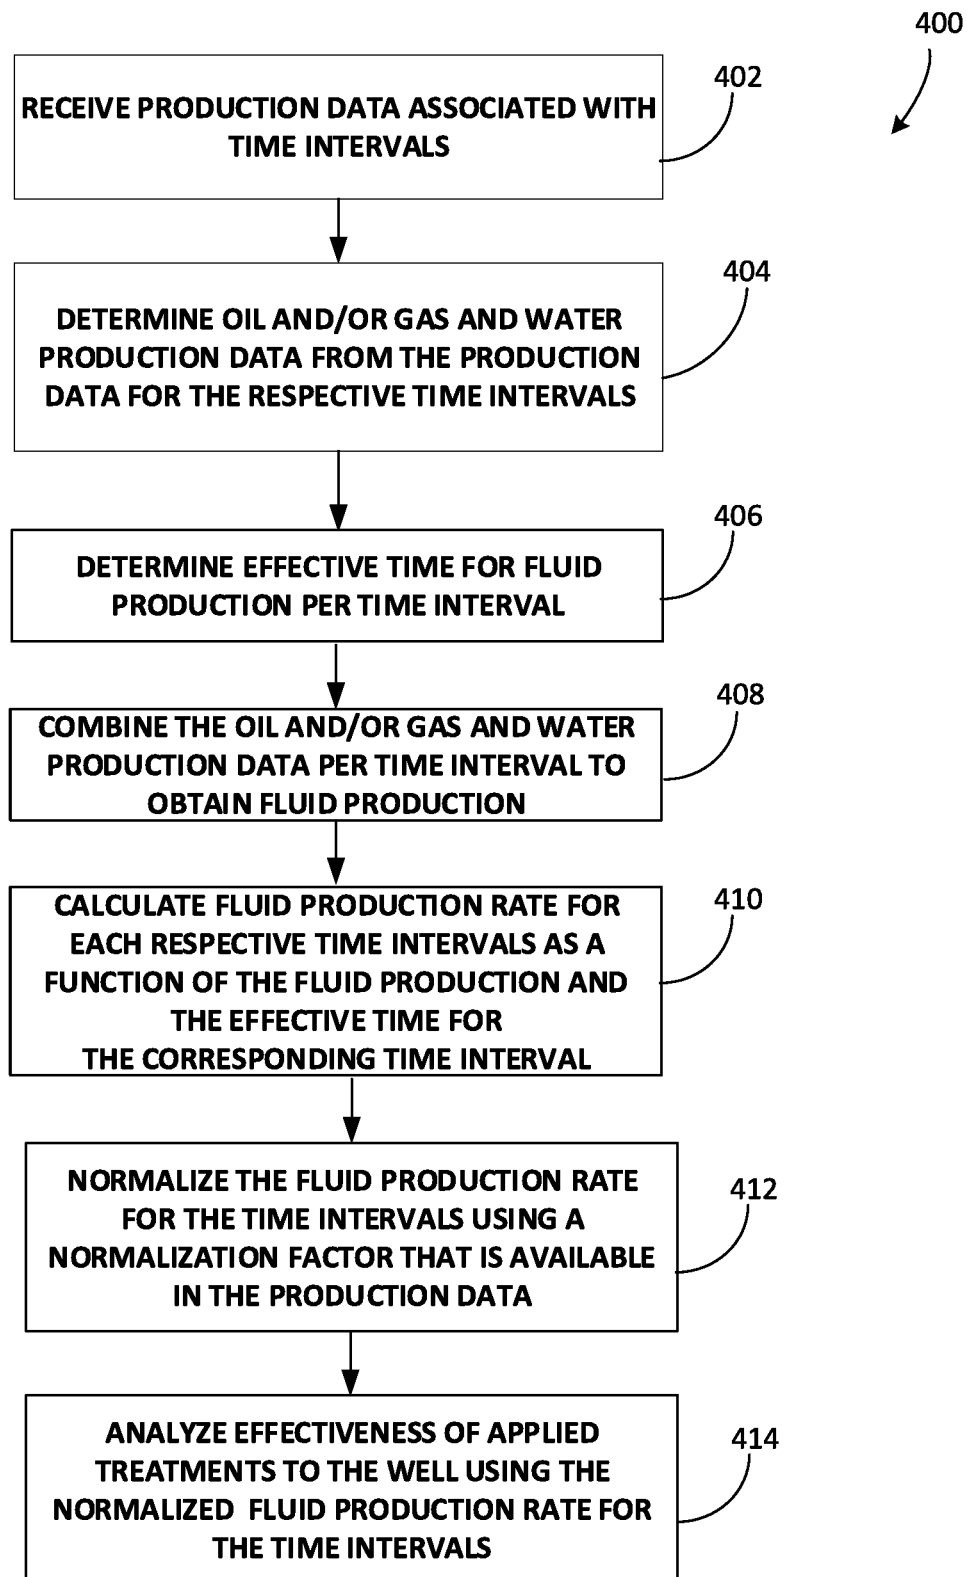 400
402
RECEIVE PRODUCTION DATA ASSOCIATED WITH
TIME INTERVALS
404
DETERMINE OIL AND/OR GAS AND WATER
PRODUCTION DATA FROM THE PRODUCTION
DATA FOR THE RESPECTIVE TIME INTERVALS
406
DETERMINE EFFECTIVE TIME FOR FLUID
PRODUCTION PER TIME INTERVAL
408
COMBINE THE OIL AND/OR GAS AND WATER
PRODUCTION DATA PER TIME INTERVAL TO
OBTAIN FLUID PRODUCTION
410
CALCULATE FLUID PRODUCTION RATE FOR
EACH RESPECTIVE TIME INTERVALS AS A
FUNCTION OF THE FLUID PRODUCTION AND
THE EFFECTIVE TIME FOR
THE CORRESPONDING TIME INTERVAL
412
NORMALIZE THE FLUID PRODUCTION RATE
FOR THE TIME INTERVALS USING A
NORMALIZATION FACTOR THAT IS AVAILABLE
IN THE PRODUCTION DATA
414
ANALYZE EFFECTIVENESS OF APPLIED
TREATMENTS TO THE WELL USING THE
NORMALIZED FLUID PRODUCTION RATE FOR
THE TIME INTERVALS